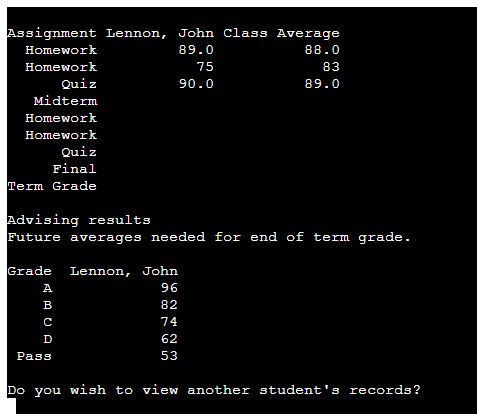 Assignment Lennon, John Class Average
Homework 89.0 88.0
Homework 75 83
Quiz 90.0 89.0
Midterm
Homework
Homework
Quiz
Final
Term Grade
Advising results
Future averages needed for end of term grade.
Grade Lennon, John
A 96
B 82
C 74
D 62
Pass 53
Do you wish to view another student's records?